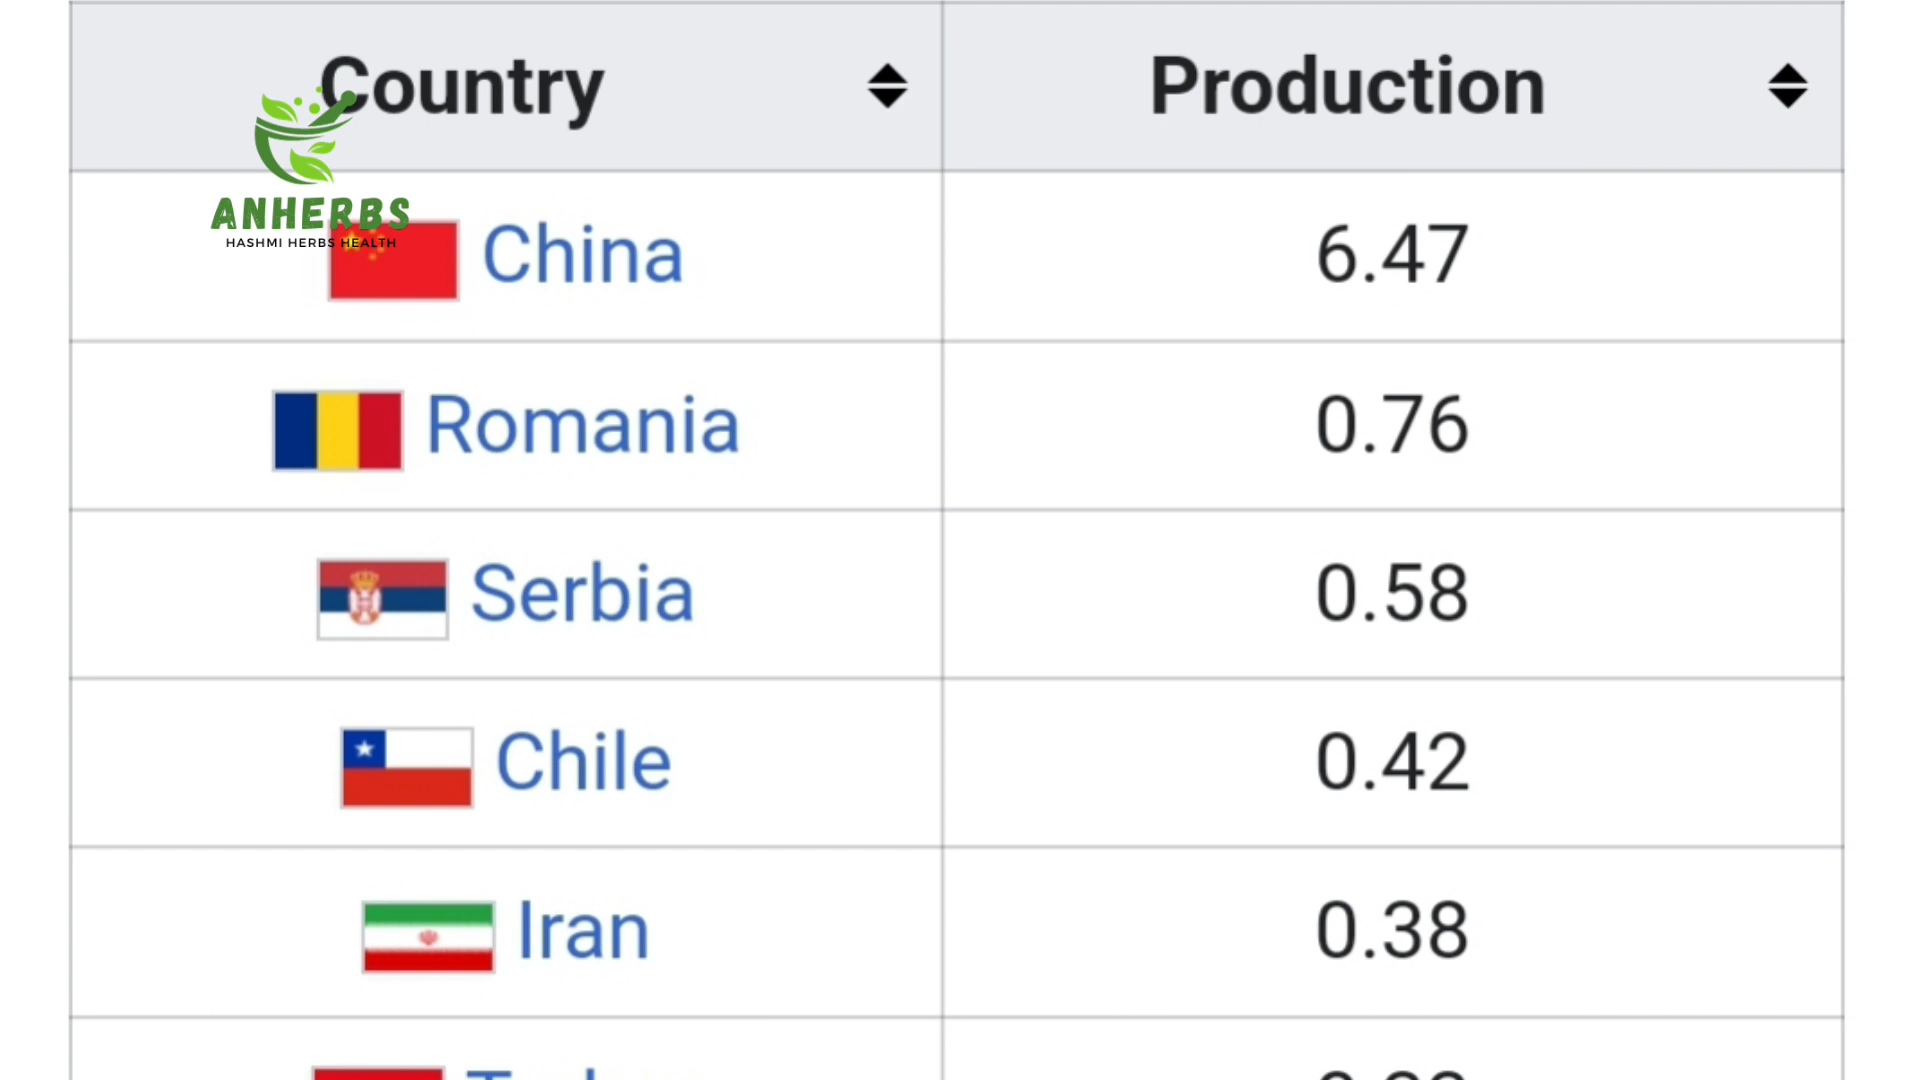 Country Production
ANHERBS
HASHMI HERBS HEALTH
China 6.47
Romania 0.76
Serbia 0.58
Chile 0.42
Iran 0.38